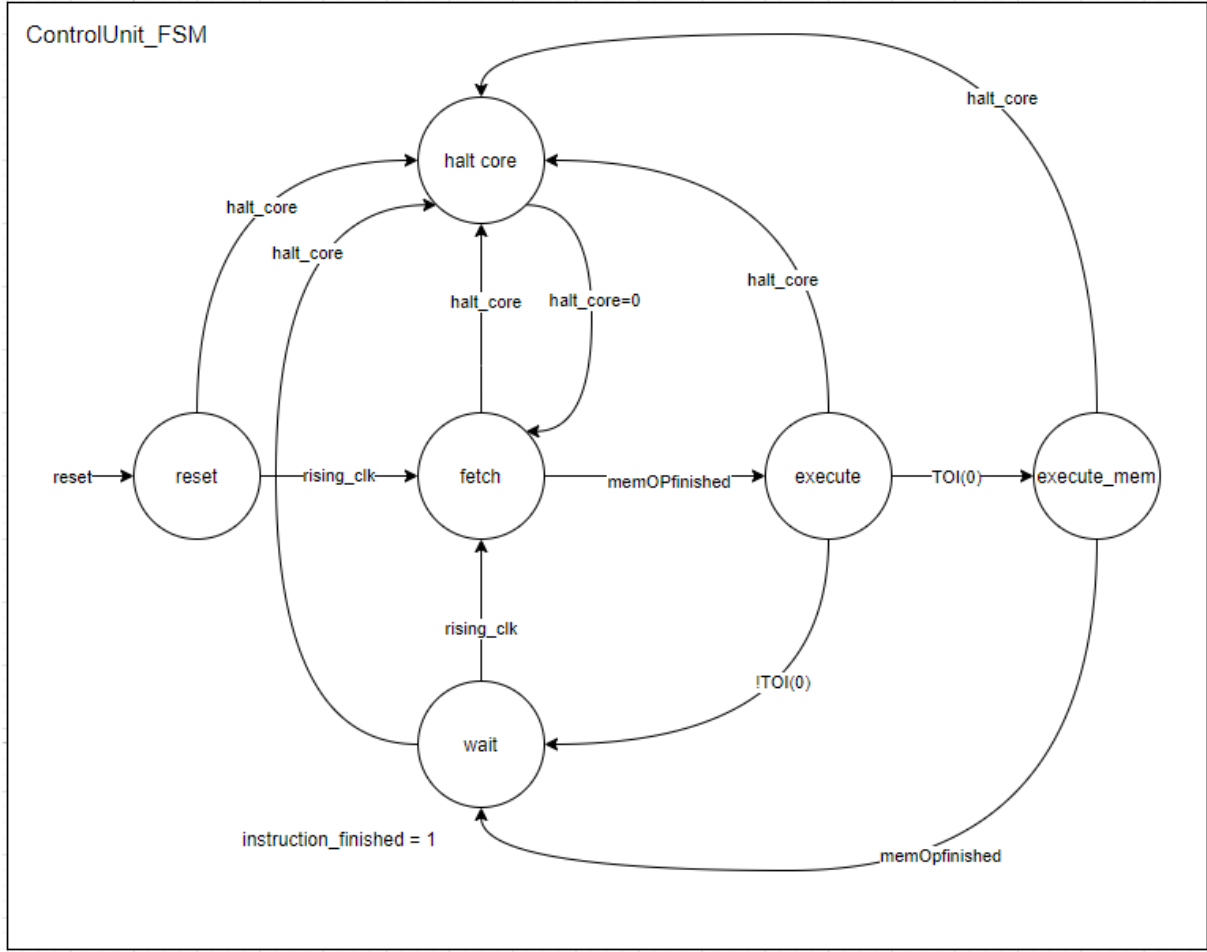 ControlUnit_FSM
halt_core
halt core
halt_core
halt_core
halt_core
halt_core
halt_core=0
reset
reset
rising_clk
fetch
memOPfinished
execute
TOI(0)
execute_mem
rising_clk
!TOI(0)
wait
instruction_finished = 1
memOpfinished